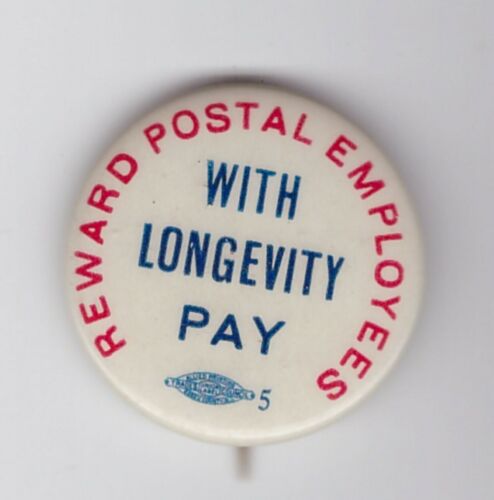 REWARD POSTAL EMPLOYEES
WITH
LONGEVITY
PAY
5